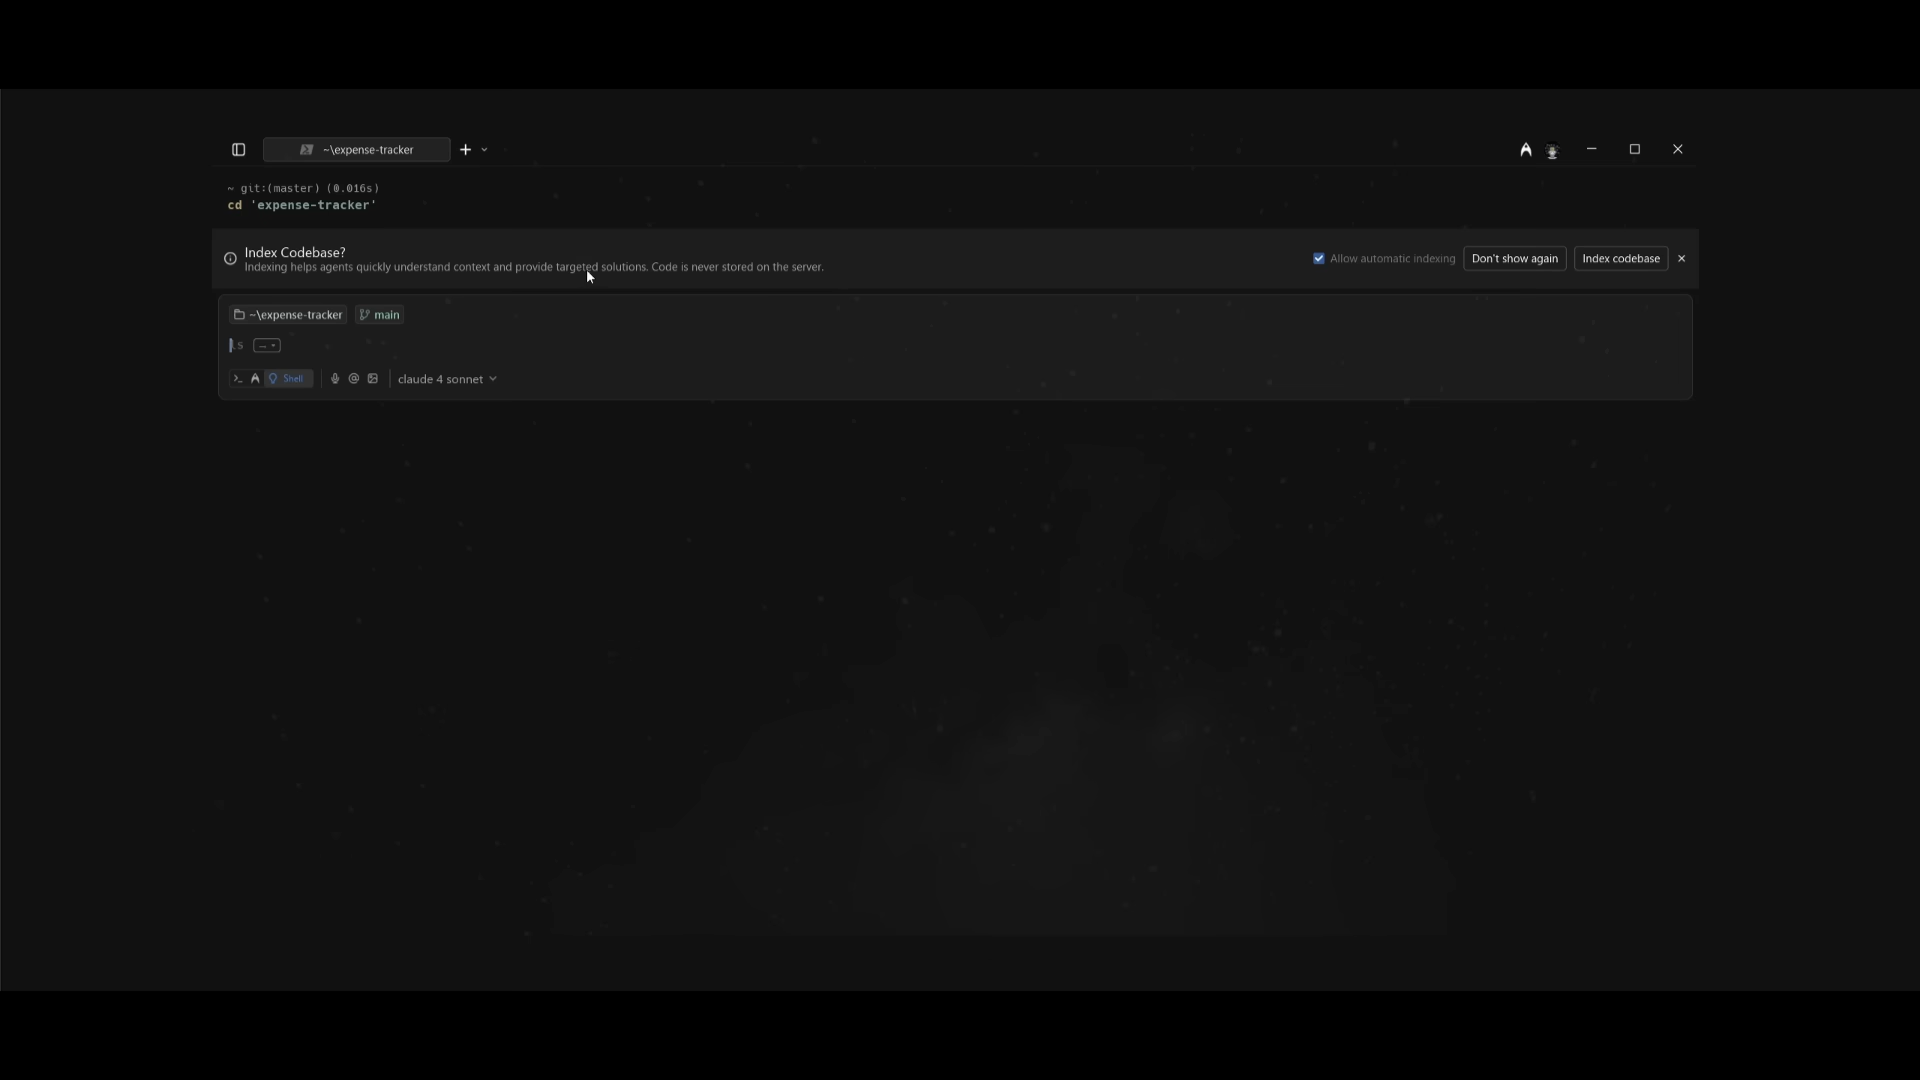 ~\expense-tracker
~ git:(master) (0.016s)
cd 'expense-tracker'
Index Codebase?
Indexing helps agents quickly understand context and provide targeted solutions. Code is never stored on the server.
Allow automatic indexing
Don't show again
Index codebase
~\expense-tracker
main
ls
>_
Shell
@
claude 4 sonnet